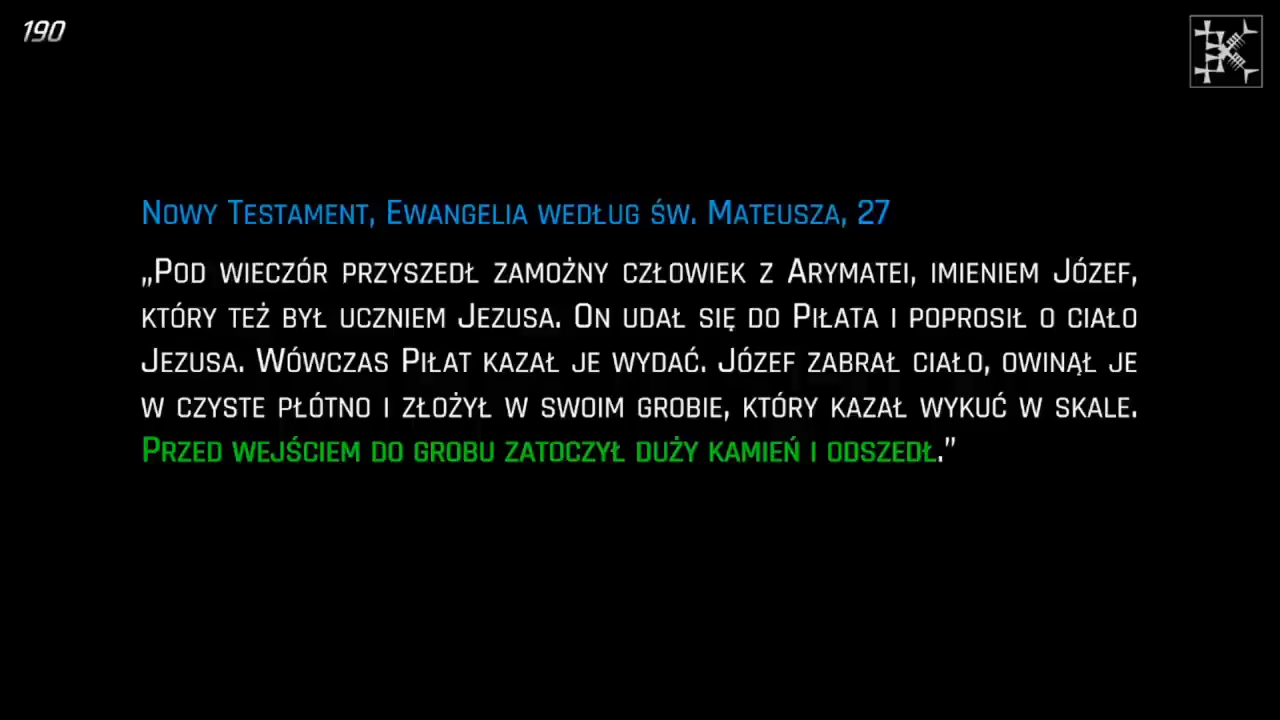 190
Nowy Testament, Ewangelia według św. Mateusza, 27
„Pod wieczór przyszedł zamożny człowiek z Arymatei, imieniem Józef,
który też był uczniem Jezusa. On udał się do Piłata i poprosił o ciało
Jezusa. Wówczas Piłat kazał je wydać. Józef zabrał ciało, owinął je
w czyste płótno i złożył w swoim grobie, który kazał wykuć w skale.
Przed wejściem do grobu zatoczył duży kamień i odszedł.”